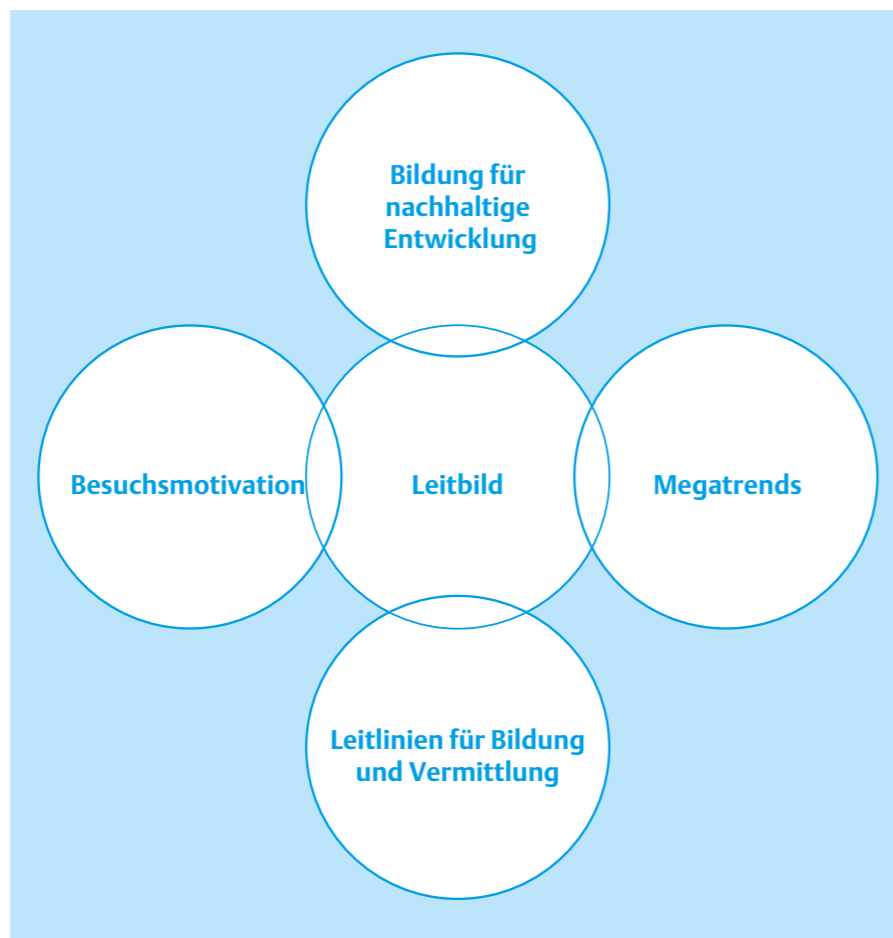 Bildung für
nachhaltige
Entwicklung
Besuchsmotivation
Leitbild
Megatrends
Leitlinien für Bildung
und Vermittlung